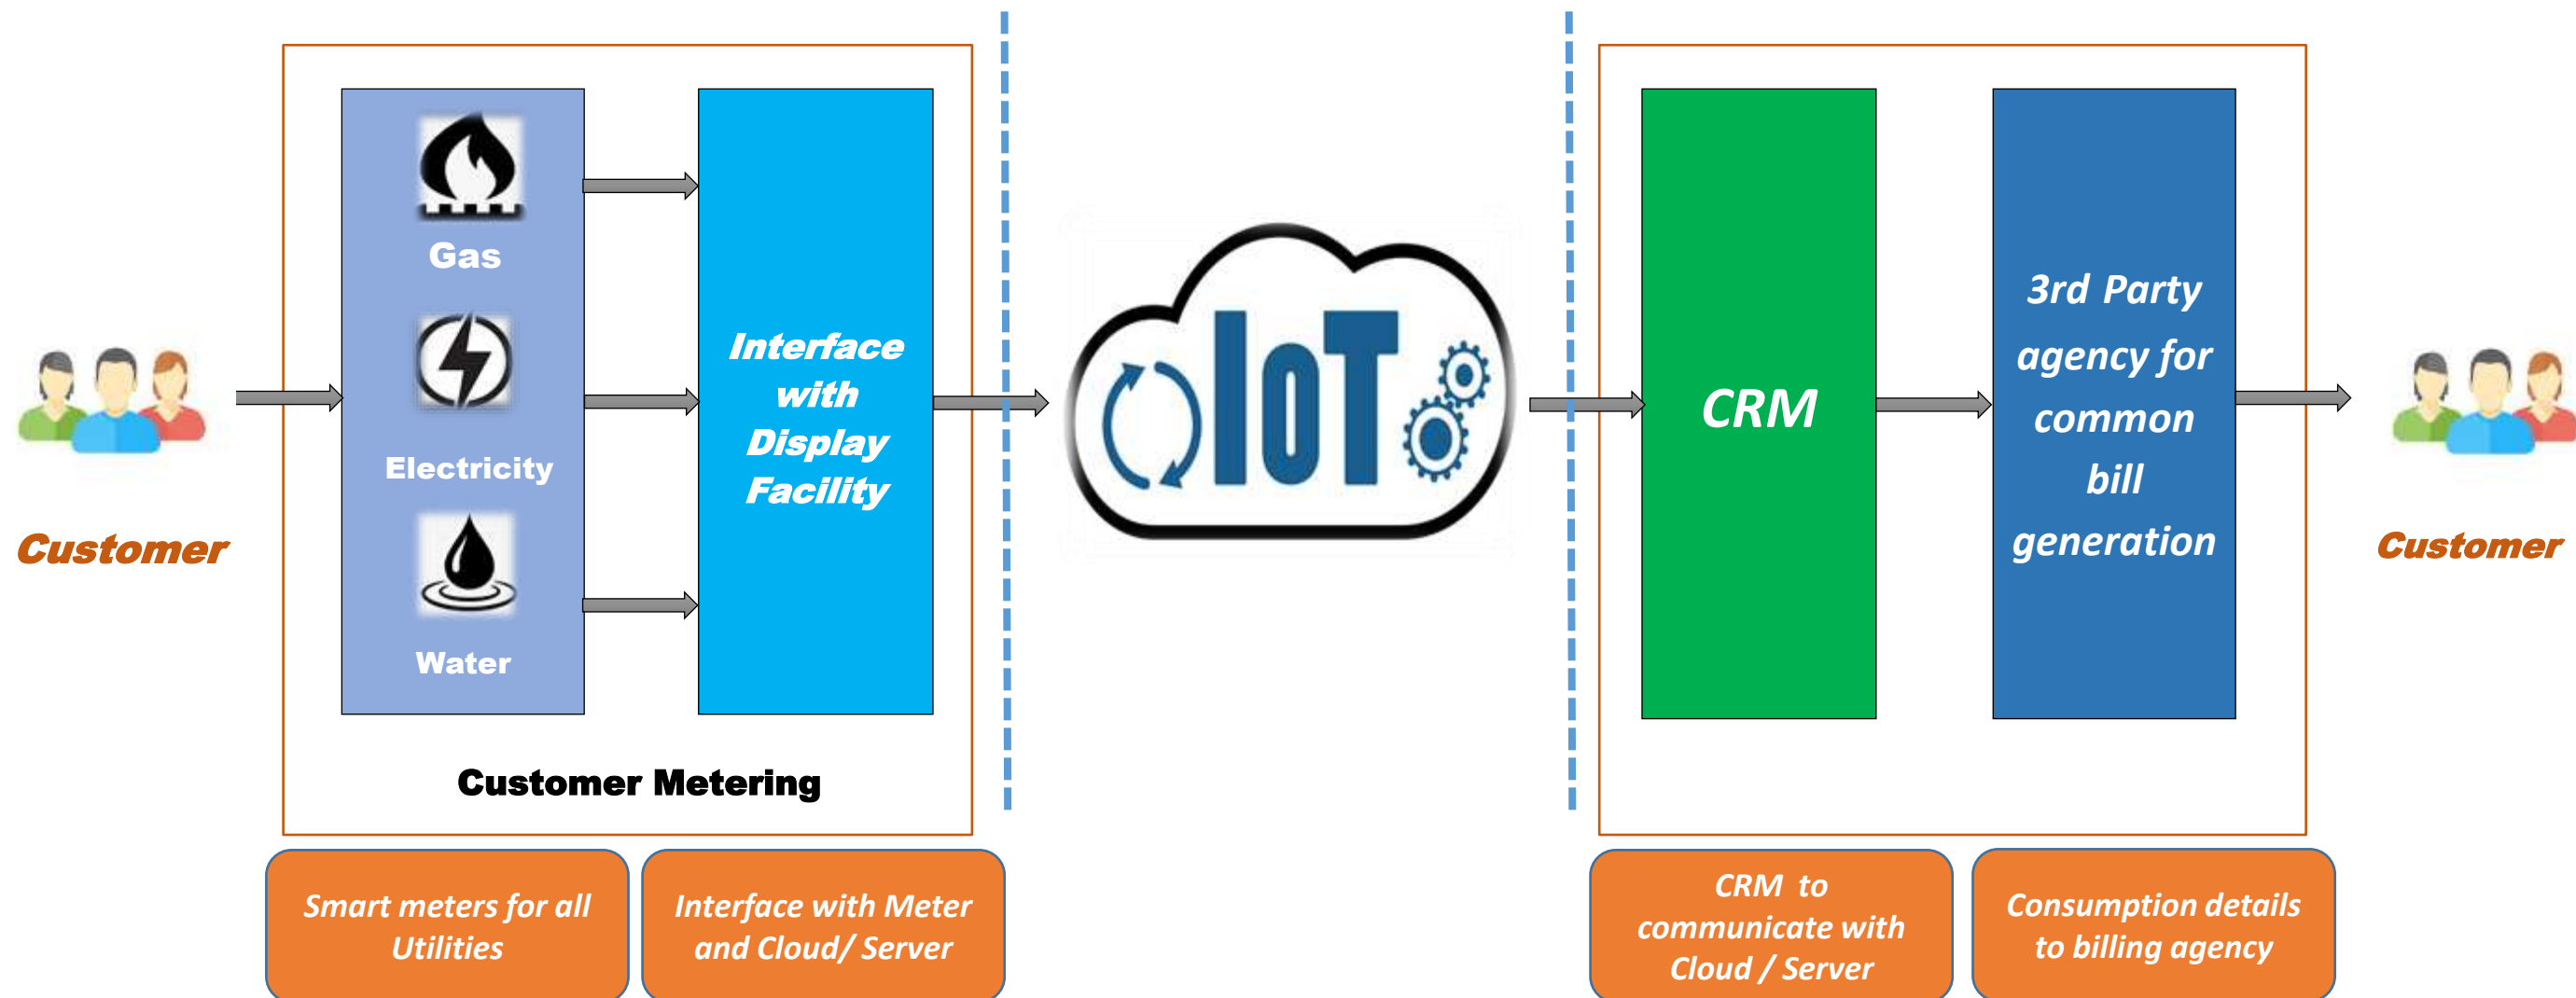 Customer
Gas
Electricity
Water
Interface
with
Display
Facility
Customer Metering
IoT
CRM
3rd Party
agency for
common
bill
generation
Customer
Smart meters for all
Utilities
Interface with Meter
and Cloud/ Server
CRM to
communicate with
Cloud / Server
Consumption details
to billing agency